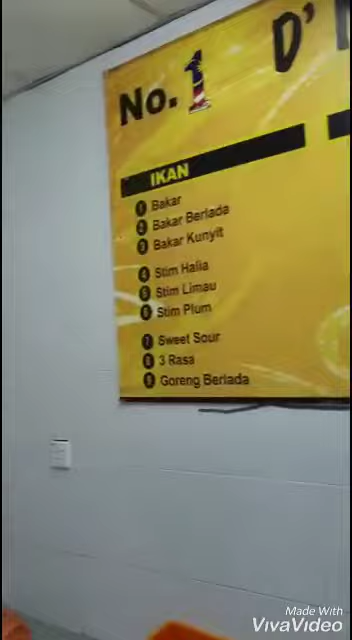 No. 1 D'
IKAN
1 Bakar
2 Bakar Berlada
3 Bakar Kunyit
4 Stim Halia
5 Stim Limau
6 Stim Plum
7 Sweet Sour
8 3 Rasa
9 Goreng Berlada
Made With
VivaVideo